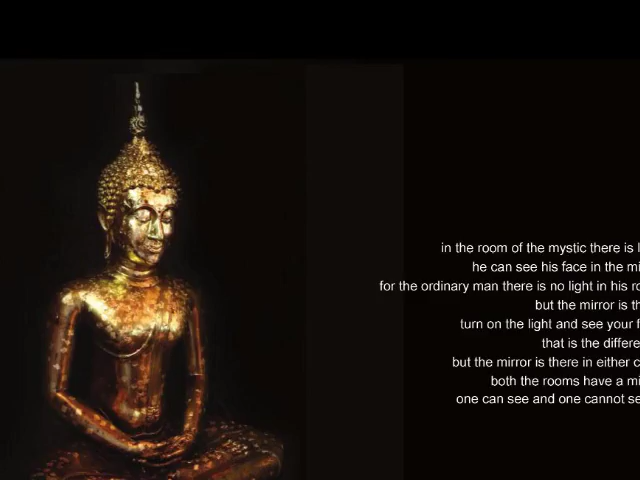 in the room of the mystic there is
he can see his face in the
for the ordinary man there is no light in his
but the mirror is
turn on the light and see your
that is the
but the mirror is there in either
both the rooms have a
one can see and one cannot